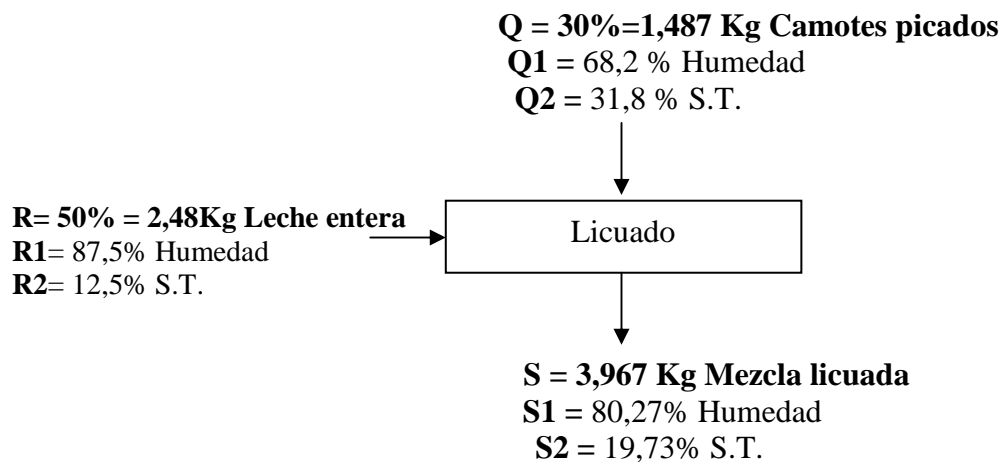 Q = 30%=1,487 Kg Camotes picados
Q1 = 68,2 % Humedad
Q2 = 31,8 % S.T.
R= 50% = 2,48Kg Leche entera
R1= 87,5% Humedad
R2= 12,5% S.T.
Licuado
S = 3,967 Kg Mezcla licuada
S1 = 80,27% Humedad
S2 = 19,73% S.T.